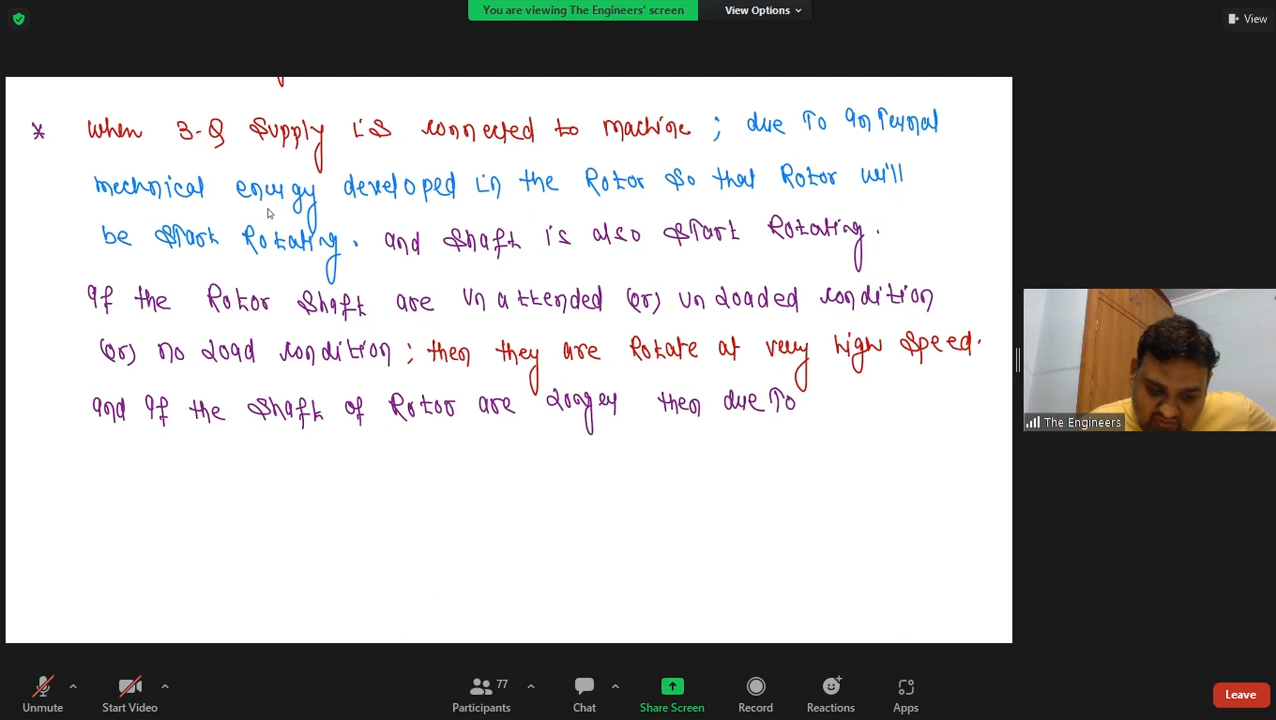 You are viewing The Engineers' screen
View Options
View
* when 3-Q Supply is connected to machine ; due To internal
mechnical energy developed in the Rotor so that Rotor will
be START Rotating. and shaft is also START Rotating.
If the Rotor Shaft are unattended (or) unloaded condition
(or) no load condition ; then they are Rotate at very high speed.
and If the shaft of Rotor are longer then due To
The Engineers
Unmute
Start Video
77
Participants
Chat
Share Screen
Record
Reactions
Apps
Leave